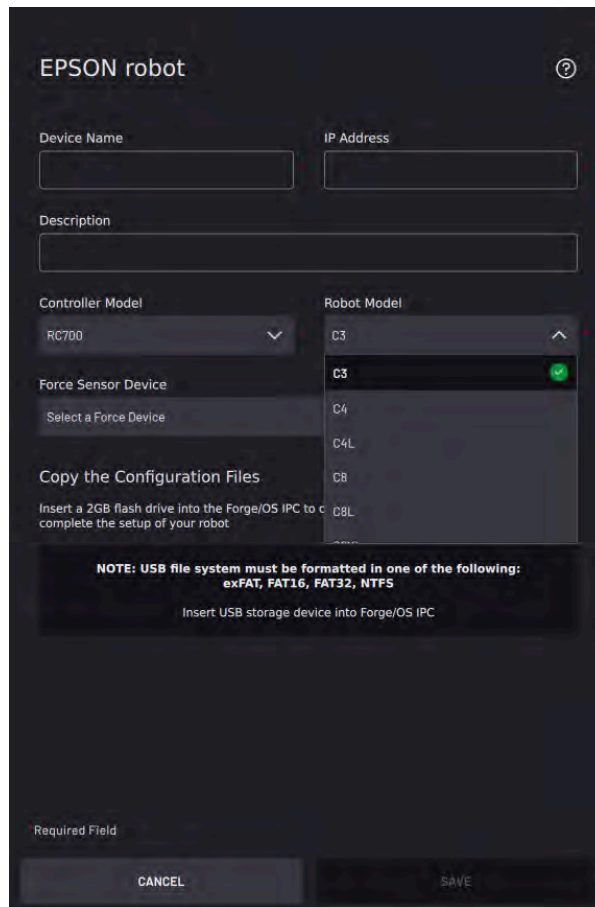 EPSON robot
Device Name
IP Address
Description
Controller Model
Robot Model
RC700
C3
C3
Force Sensor Device
Select a Force Device
C4
C4L
C8
C8L
Copy the Configuration Files
Insert a 2GB flash drive into the Forge/OS IPC to
complete the setup of your robot
NOTE: USB file system must be
formatted in one of the following:
exFAT, FAT16, FAT32, NTFS
Insert USB storage device into Forge/OS IPC
Required Field
CANCEL
SAVE